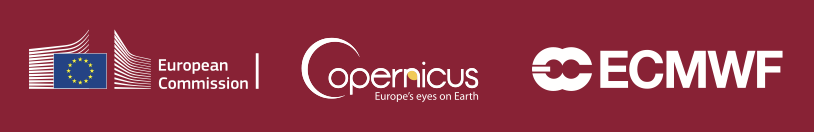 European
Commission
Copernicus
Europe's eyes on Earth
ECMWF